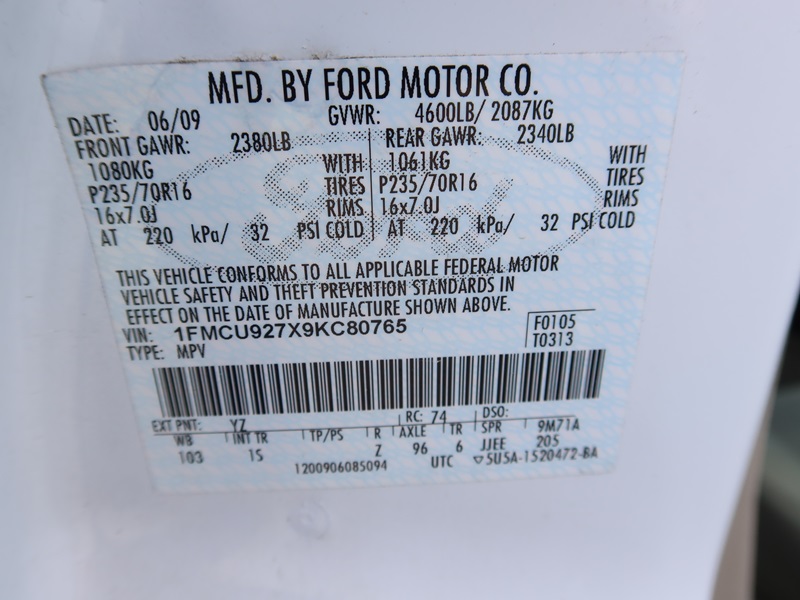 MFD. BY FORD MOTOR CO.
DATE: 06/09 GVWR: 4600LB/ 2087KG
FRONT GAWR: 2380LB REAR GAWR: 2340LB
1080KG WITH 1061KG WITH
P235/70R16 TIRES P235/70R16 TIRES
16x7.0J RIMS 16x7.0J RIMS
AT 220 kPa/ 32 PSI COLD AT 220 kPa/ 32 PSI COLD
Ford
THIS VEHICLE CONFORMS TO ALL APPLICABLE FEDERAL MOTOR
VEHICLE SAFETY AND THEFT PREVENTION STANDARDS IN
EFFECT ON THE DATE OF MANUFACTURE SHOWN ABOVE.
VIN: 1FMCU927X9KC80765 F0105
TYPE: MPV T0313
EXT PNT: YZ RC: 74 DSO:
WB INT TR TP/PS R AXLE TR SPR 9M71A
103 1S Z 96 6 JJEE 205
1200906085094 UTC ▽5U5A-1520472-BA